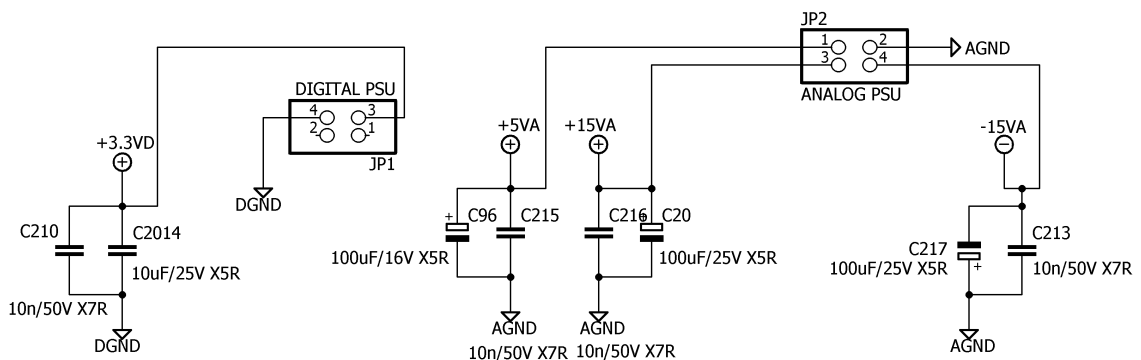 JP2
1 2
3 4
AGND
ANALOG PSU
DIGITAL PSU
4 3
2 1
JP1
+3.3VD
+5VA
+15VA
-15VA
DGND
C210
C2014
10uF/25V X5R
10n/50V X7R
DGND
+
C96
C215
100uF/16V X5R
C216
+
C20
100uF/25V X5R
C217
100uF/25V X5R
+
C213
10n/50V X7R
AGND
10n/50V X7R
AGND
10n/50V X7R
AGND